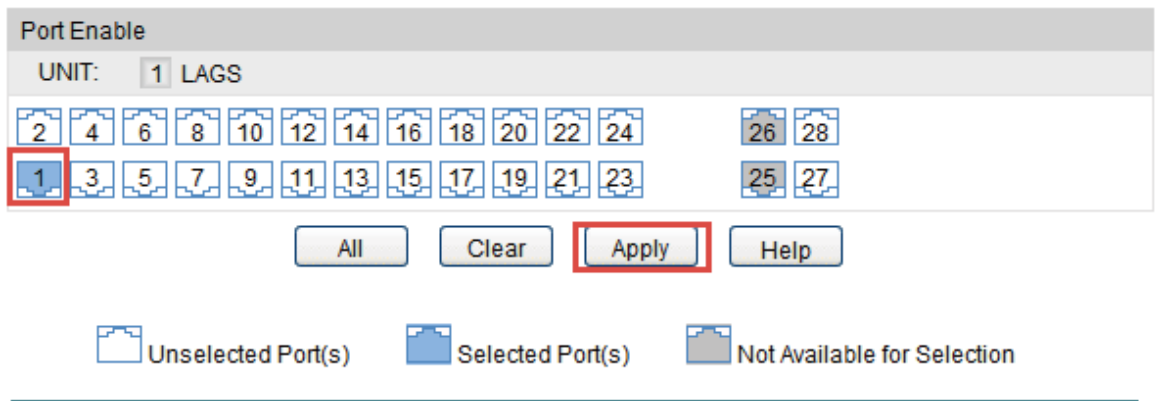 Port Enable
UNIT: 1 LAGS
2 4 6 8 10 12 14 16 18 20 22 24 26 28
1 3 5 7 9 11 13 15 17 19 21 23 25 27
All Clear Apply Help
Unselected Port(s) Selected Port(s) Not Available for Selection